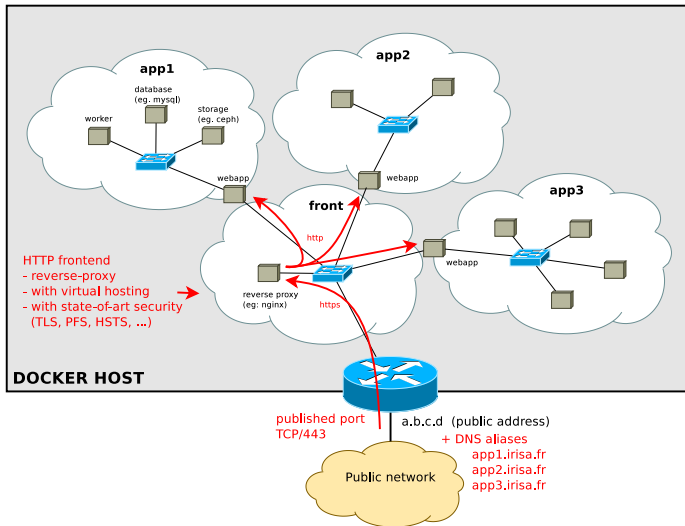 app1
app2
database
(eg. mysql)
storage
(eg. ceph)
worker
webapp
webapp
app3
front
http
HTTP frontend
- reverse-proxy
- with virtual hosting
- with state-of-art security
(TLS, PFS, HSTS, ...)
webapp
reverse proxy
(eg: nginx)
https
DOCKER HOST
published port
TCP/443
a.b.c.d (public address)
+ DNS aliases
app1.irisa.fr
app2.irisa.fr
app3.irisa.fr
Public network